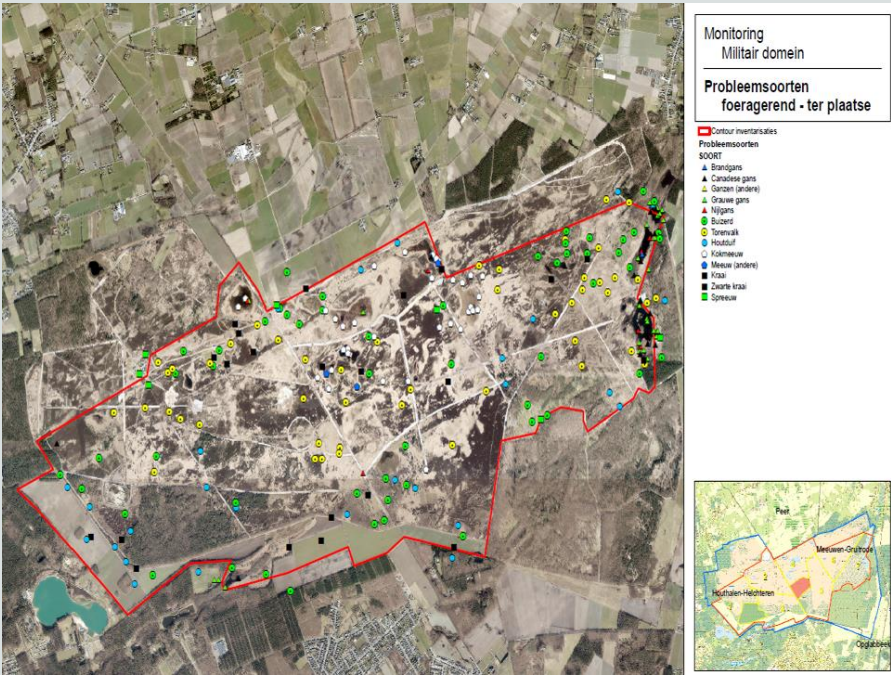 Monitoring
Militair domein
Probleemsoorten
foeragerend - ter plaatse
Contour inventarisaties
Probleemsoorten
SOORT
Brandgans
Canadese gans
Ganzen (andere)
Grauwe gans
Nijlgans
Buizerd
Torenvalk
Houtduif
Kokmeeuw
Meeuw (andere)
Kraai
Zwarte kraai
Spreeuw
Peer
Meeuwen-Gruitrode
2
Houthalen-Helchteren
Opglabbeek